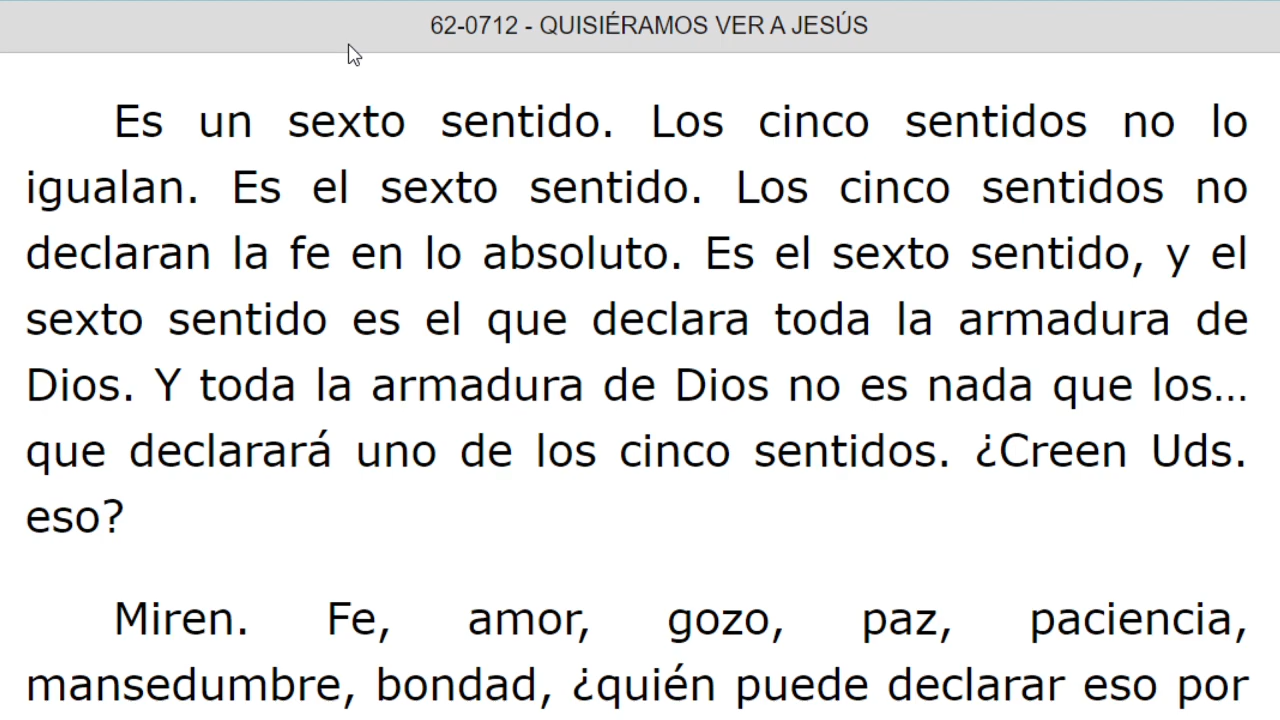 62-0712 - QUISIÉRAMOS VER A JESÚS
Es un sexto sentido. Los cinco sentidos no lo
igualan. Es el sexto sentido. Los cinco sentidos no
declaran la fe en lo absoluto. Es el sexto sentido, y el
sexto sentido es el que declara toda la armadura de
Dios. Y toda la armadura de Dios no es nada que los...
que declarará uno de los cinco sentidos. ¿Creen Uds.
eso?
Miren. Fe, amor, gozo, paz, paciencia,
mansedumbre, bondad, ¿quién puede declarar eso por